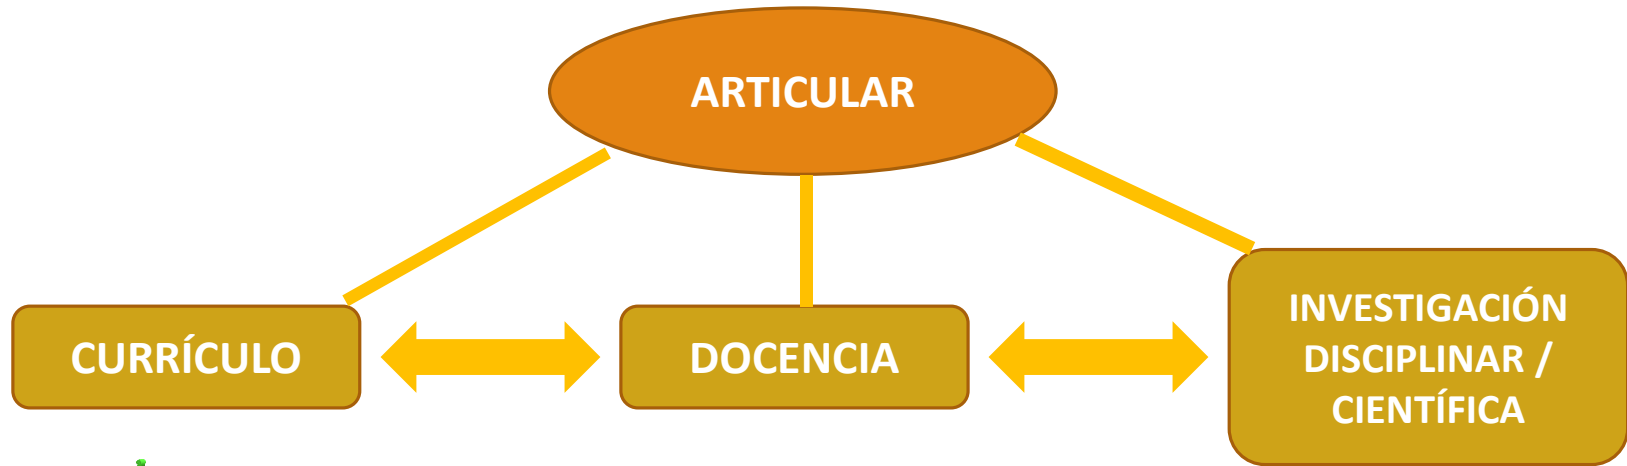 ARTICULAR
CURRÍCULO
DOCENCIA
INVESTIGACIÓN
DISCIPLINAR /
CIENTÍFICA